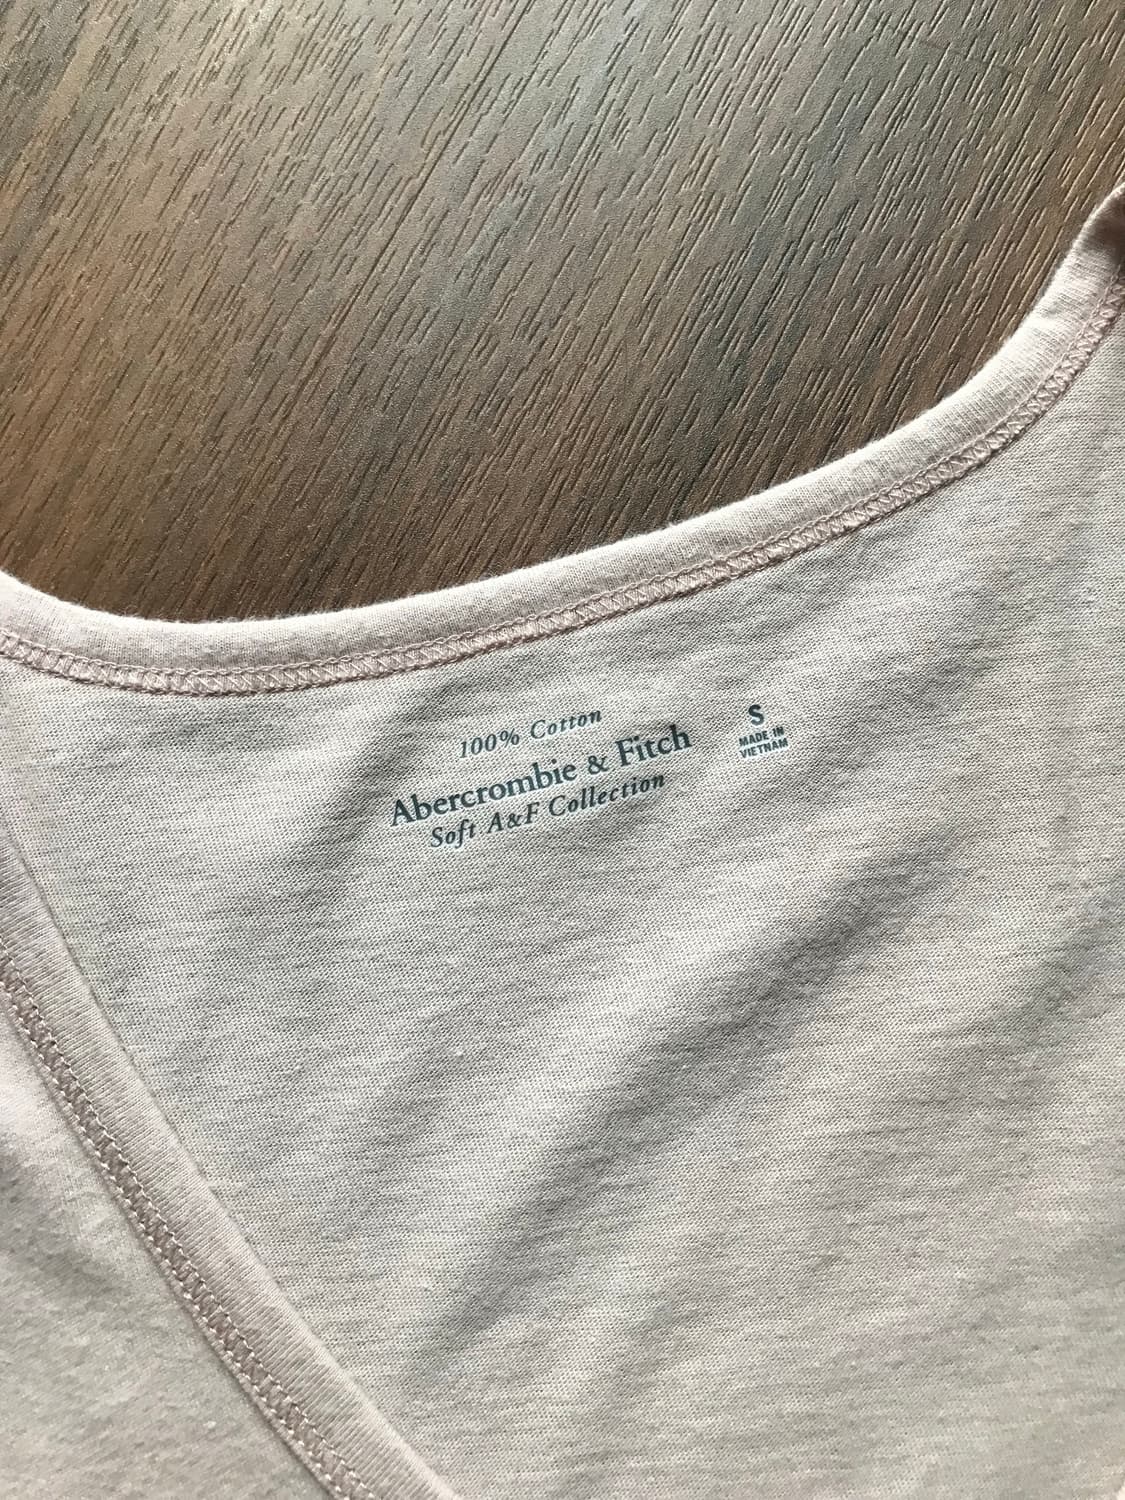 100% Cotton
Abercrombie & Fitch
Soft A&F Collection
S
MADE IN
VIETNAM